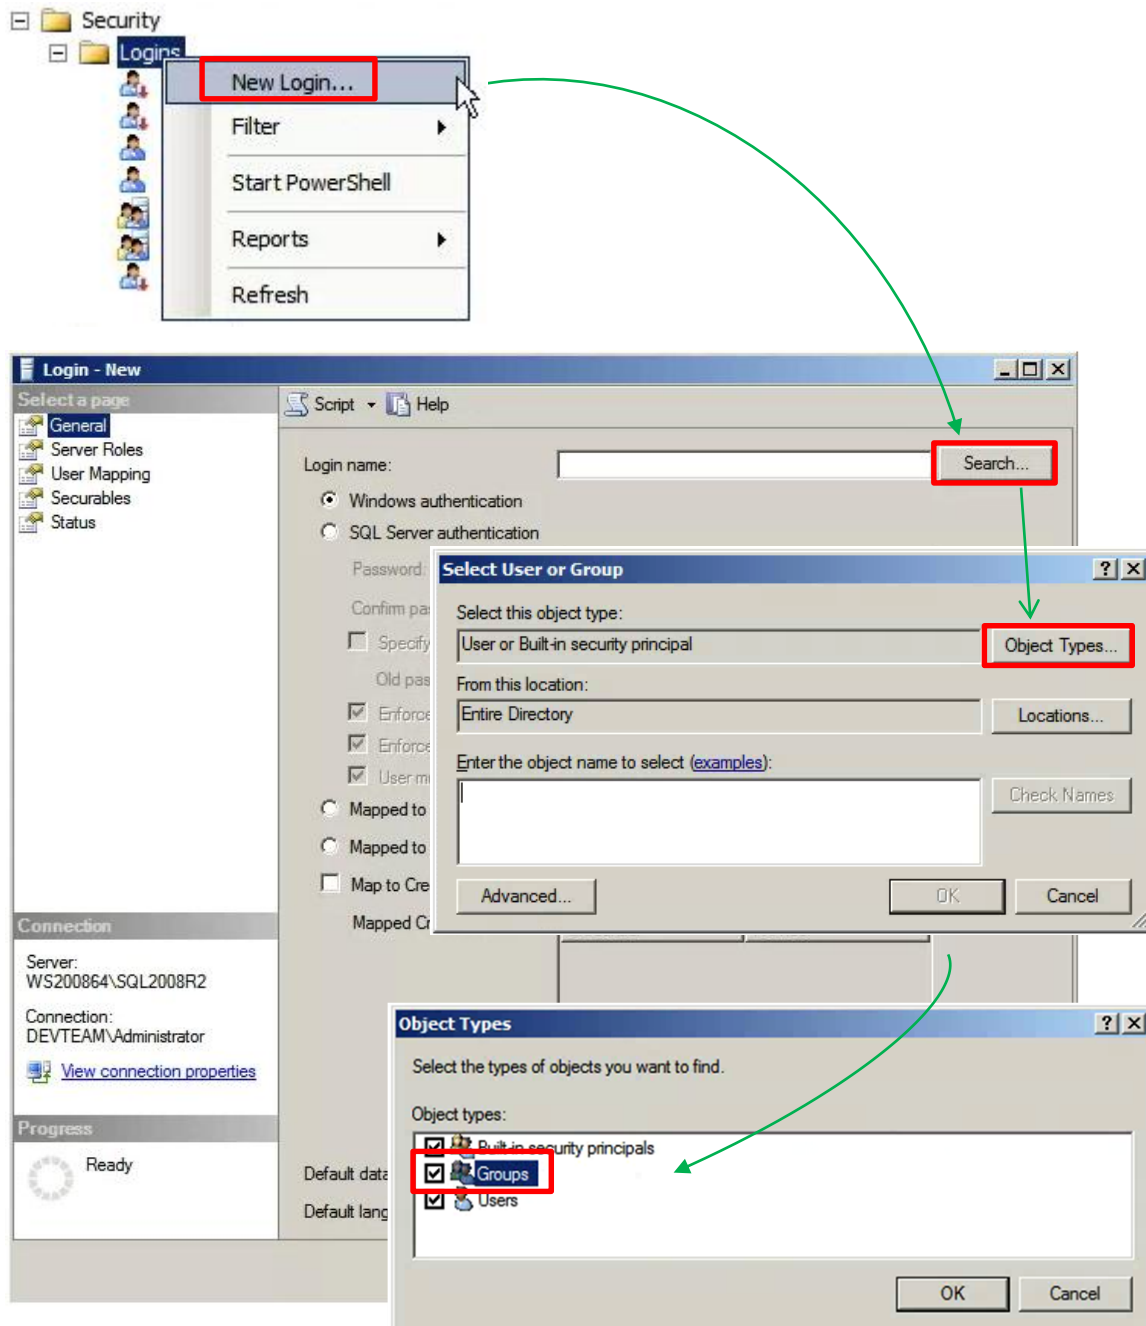 Security
Logins
New Login...
Filter
Start PowerShell
Reports
Refresh
Login - New
Select a page
General
Server Roles
User Mapping
Securables
Status
Script
Help
Login name:
Search...
Windows authentication
SQL Server authentication
Password:
Confirm pa
Specify
Old pas
Enforce
Enforce
User m
Mapped to
Mapped to
Map to Cre
Mapped Cr
Select User or Group
Select this object type:
User or Built-in security principal
Object Types...
From this location:
Entire Directory
Locations...
Enter the object name to select (examples):
Check Names
Advanced...
OK
Cancel
Connection
Server:
WS200864\SQL2008R2
Connection:
DEVTEAM\Administrator
View connection properties
Progress
Ready
Default data
Default lang
Object Types
Select the types of objects you want to find.
Object types:
Built-in security principals
Groups
Users
OK
Cancel